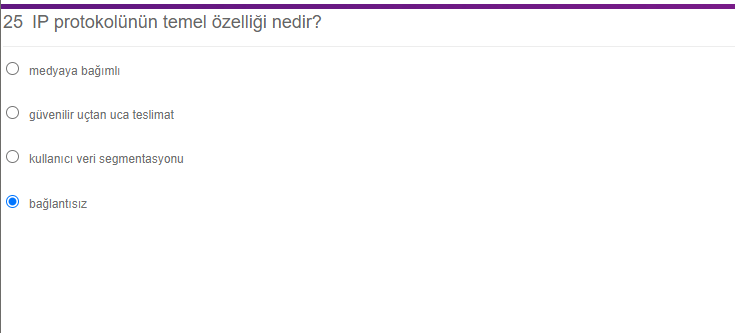 25 IP protokolünün temel özelliği nedir?
medyaya bağımlı
güvenilir uçtan uca teslimat
kullanıcı veri segmentasyonu
bağlantısız